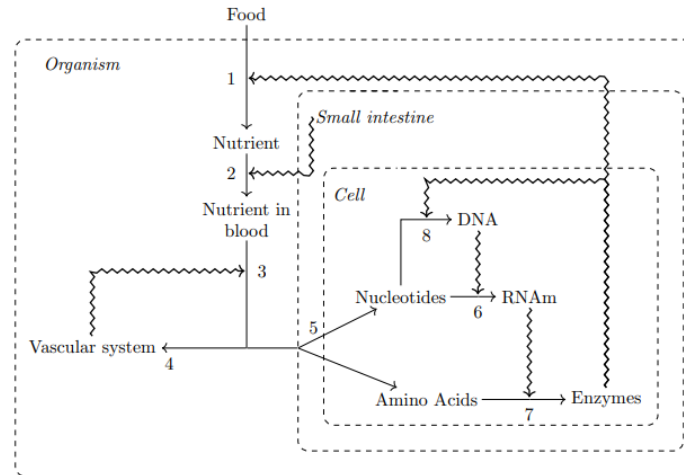 Food
Organism
1
Small intestine
Nutrient
2
Cell
Nutrient in
blood
DNA
8
3
Nucleotides
RNAm
6
5
Vascular system
4
Amino Acids
Enzymes
7